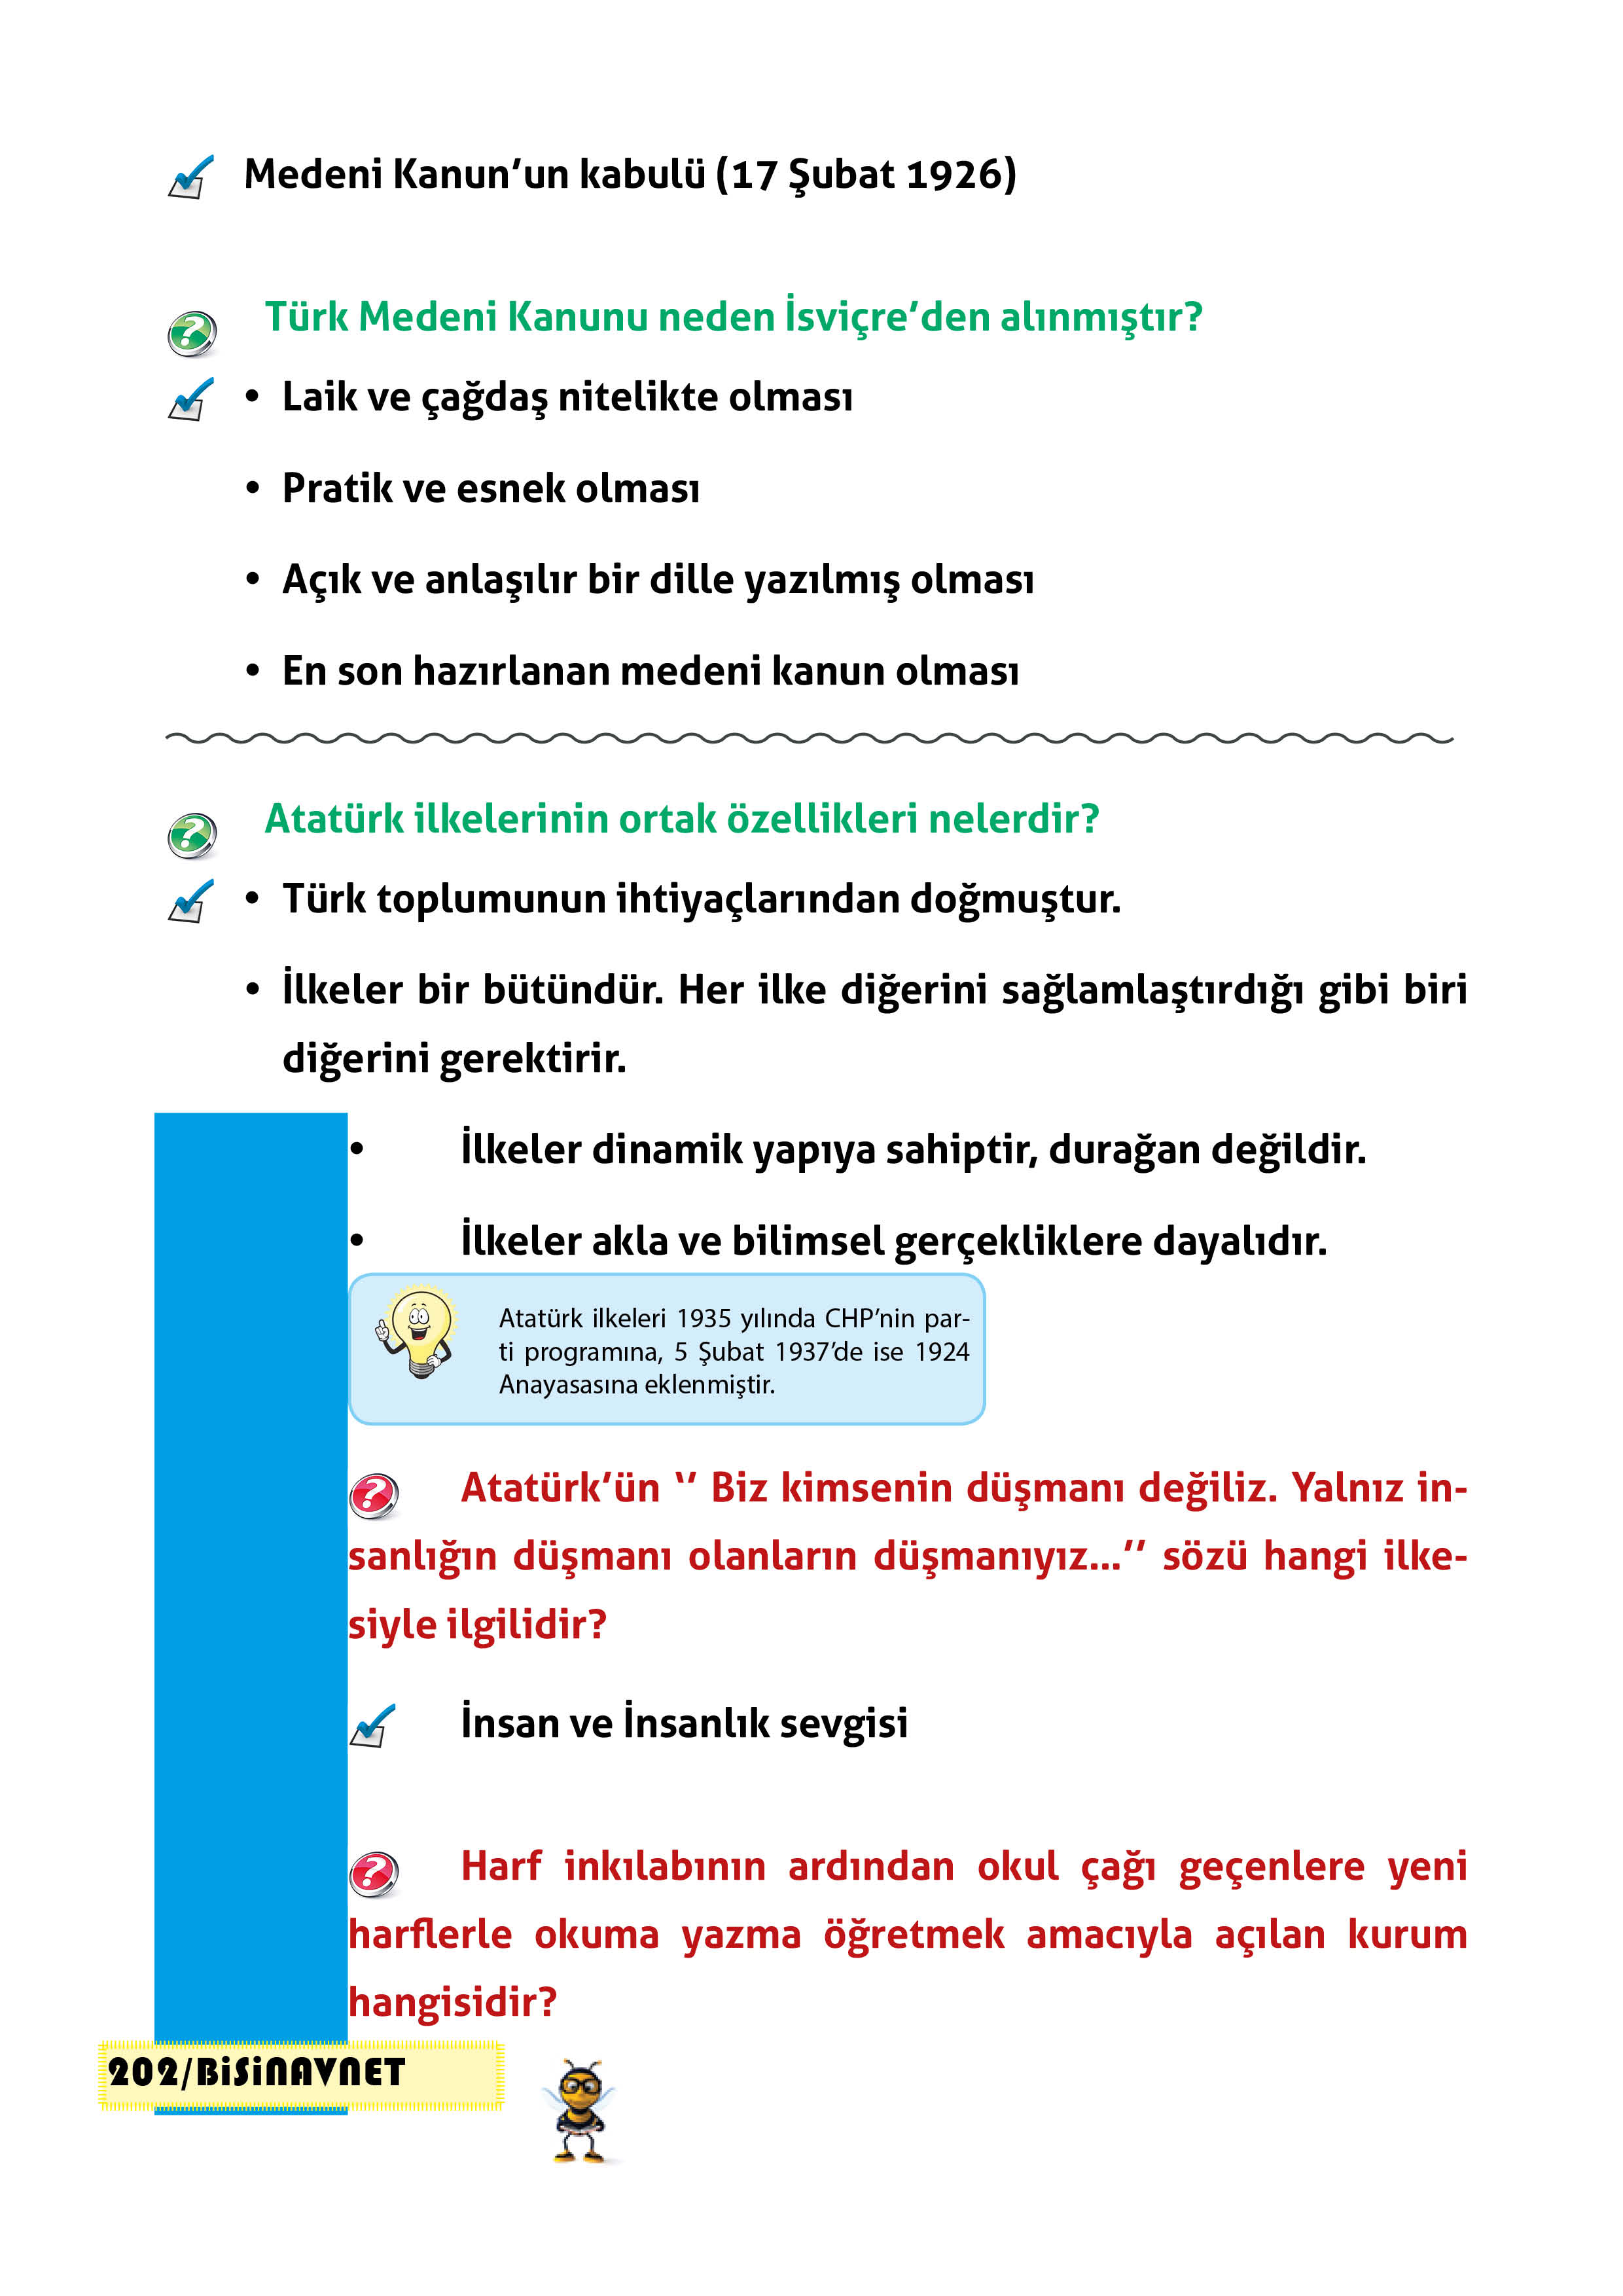 Medeni Kanun’un kabulü (17 Şubat 1926)
Türk Medeni Kanunu neden İsviçre’den alınmıştır?
• Laik ve çağdaş nitelikte olması
• Pratik ve esnek olması
• Açık ve anlaşılır bir dille yazılmış olması
• En son hazırlanan medeni kanun olması
Atatürk ilkelerinin ortak özellikleri nelerdir?
• Türk toplumunun ihtiyaçlarından doğmuştur.
• İlkeler bir bütündür. Her ilke diğerini sağlamlaştırdığı gibi biri
diğerini gerektirir.
• İlkeler dinamik yapıya sahiptir, durağan değildir.
• İlkeler akla ve bilimsel gerçekliklere dayalıdır.
Atatürk ilkeleri 1935 yılında CHP’nin par-
ti programına, 5 Şubat 1937’de ise 1924
Anayasasına eklenmiştir.
Atatürk’ün ‘‘ Biz kimsenin düşmanı değiliz. Yalnız in-
sanlığın düşmanı olanların düşmanıyız...’’ sözü hangi ilke-
siyle ilgilidir?
İnsan ve İnsanlık sevgisi
Harf inkılabının ardından okul çağı geçenlere yeni
harflerle okuma yazma öğretmek amacıyla açılan kurum
hangisidir?
202/BiSiNAVNET